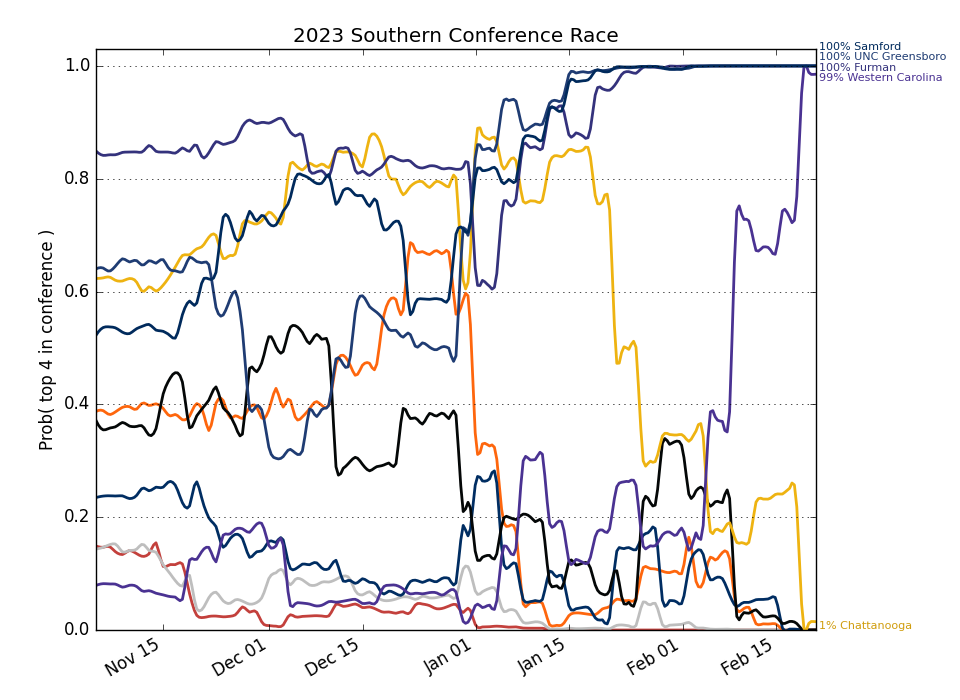 2023 Southern Conference Race
100% Samford
100% UNC Greensboro
100% Furman
99% Western Carolina
1% Chattanooga
Prob( top 4 in conference )
1.0
0.8
0.6
0.4
0.2
0.0
Nov 15
Dec 01
Dec 15
Jan 01
Jan 15
Feb 01
Feb 15